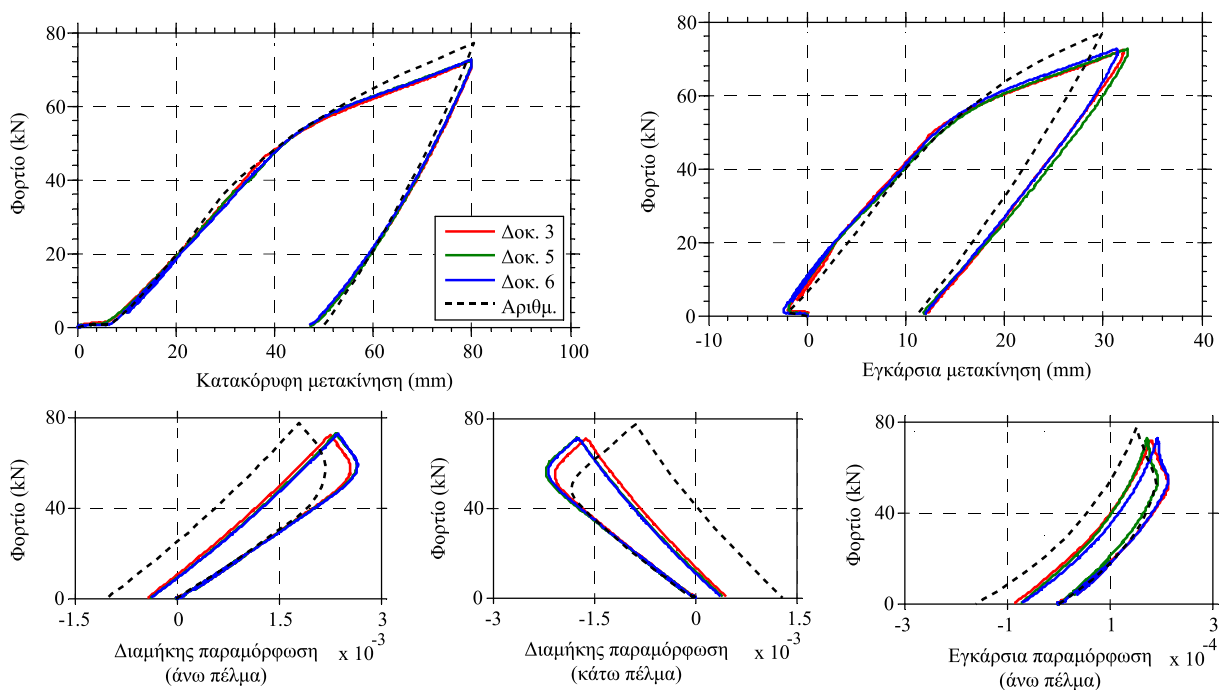 80
60
40
20
0
Φορτίο (kN)
0 20 40 60 80 100
Κατακόρυφη μετακίνηση (mm)
Δοκ. 3
Δοκ. 5
Δοκ. 6
Αριθμ.
80
60
40
20
0
Φορτίο (kN)
-10 0 10 20 30 40
Εγκάρσια μετακίνηση (mm)
80
40
0
Φορτίο (kN)
-1.5 0 1.5 3
Διαμήκης παραμόρφωση x 10-3
(άνω πέλμα)
80
40
0
Φορτίο (kN)
-3 -1.5 0 1.5
Διαμήκης παραμόρφωση x 10-3
(κάτω πέλμα)
80
40
0
Φορτίο (kN)
-3 -1 1 3
Εγκάρσια παραμόρφωση x 10-4
(άνω πέλμα)